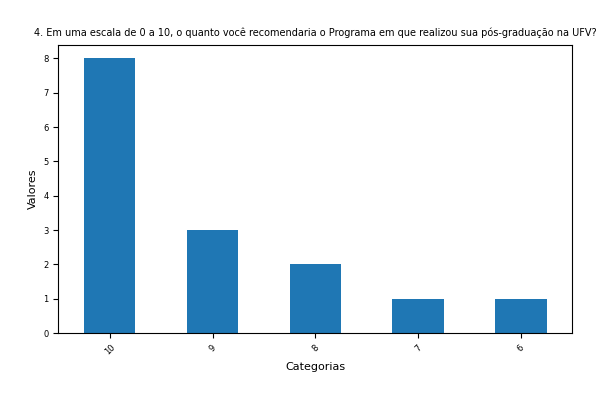 4. Em uma escala de 0 a 10, o quanto você recomendaria o Programa em que realizou sua pós-graduação na UFV?
8
7
6
5
4
3
2
1
0
Valores
10 9 8 7 6
Categorias